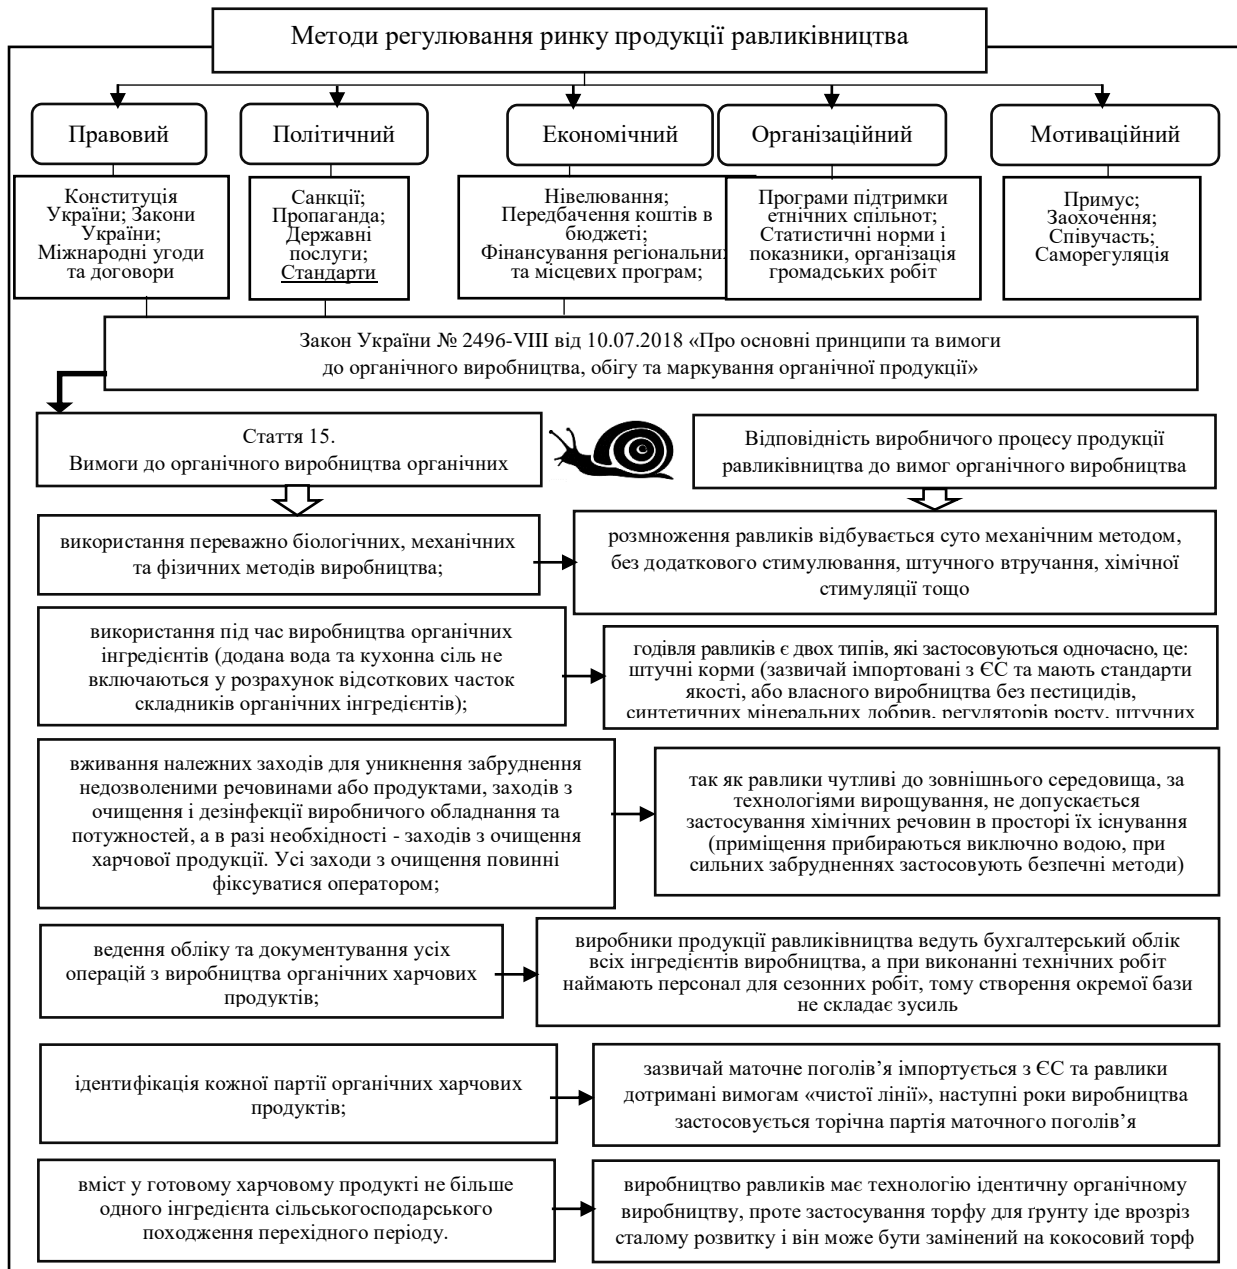 Методи регулювання ринку продукції равликівництва
Правовий
Політичний
Економічний
Організаційний
Мотиваційний
Конституція
України; Закони
України;
Міжнародні угоди
та договори
Санкції;
Пропаганда;
Державні
послуги;
Стандарти
Нівелювання;
Передбачення коштів в
бюджеті;
Фінансування регіональних
та місцевих програм;
Програми підтримки
етнічних спільнот;
Статистичні норми і
показники, організація
громадських робіт
Примус;
Заохочення;
Співучасть;
Саморегуляція
Закон України № 2496-VIII від 10.07.2018 «Про основні принципи та вимоги
до органічного виробництва, обігу та маркування органічної продукції»
Стаття 15.
Вимоги до органічного виробництва органічних
Відповідність виробничого процесу продукції
равликівництва до вимог органічного виробництва
використання переважно біологічних, механічних
та фізичних методів виробництва;
розмноження равликів відбувається суто механічним методом,
без додаткового стимулювання, штучного втручання, хімічної
стимуляції тощо
використання під час виробництва органічних
інгредієнтів (додана вода та кухонна сіль не
включаються у розрахунок відсоткових часток
складників органічних інгредієнтів);
годівля равликів є двох типів, які застосовуються одночасно, це:
штучні корми (зазвичай імпортовані з ЄС та мають стандарти
якості, або власного виробництва без пестицидів,
синтетичних мінеральних добрив, регуляторів росту, штучних
вживання належних заходів для уникнення забруднення
недозволеними речовинами або продуктами, заходів з
очищення і дезінфекції виробничого обладнання та
потужностей, а в разі необхідності - заходів з очищення
харчової продукції. Усі заходи з очищення повинні
фіксуватися оператором;
так як равлики чутливі до зовнішнього середовища, за
технологіями вирощування, не допускається
застосування хімічних речовин в просторі їх існування
(приміщення прибираються виключно водою, при
сильних забрудненнях застосовують безпечні методи)
ведення обліку та документування усіх
операцій з виробництва органічних харчових
продуктів;
виробники продукції равликівництва ведуть бухгалтерський облік
всіх інгредієнтів виробництва, а при виконанні технічних робіт
наймають персонал для сезонних робіт, тому створення окремої бази
не складає зусиль
ідентифікація кожної партії органічних харчових
продуктів;
зазвичай маточне поголів’я імпортується з ЄС та равлики
дотримані вимогам «чистої лінії», наступні роки виробництва
застосовується торічна партія маточного поголів’я
вміст у готовому харчовому продукті не більше
одного інгредієнта сільськогосподарського
походження перехідного періоду.
виробництво равликів має технологію ідентичну органічному
виробництву, проте застосування торфу для ґрунту іде врозріз
сталому розвитку і він може бути замінений на кокосовий торф